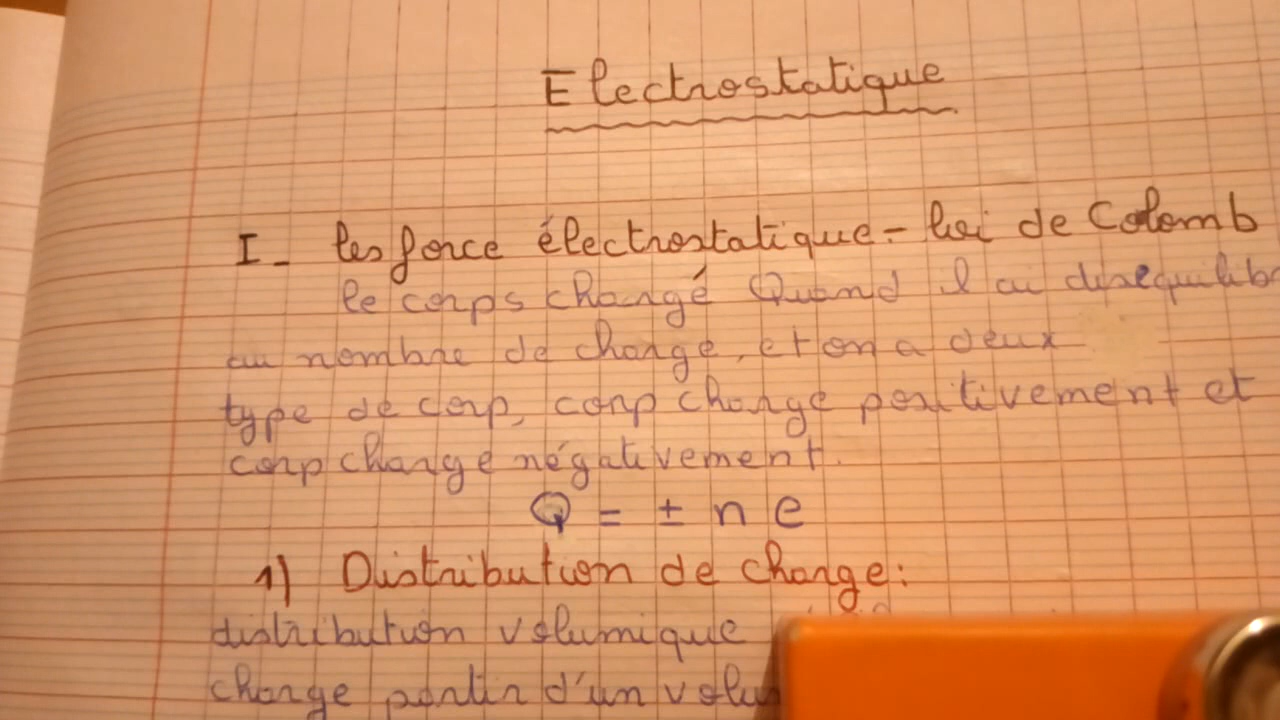 Electrostatique
I_ les force électrostatique - loi de Colomb
le corps chargé Quand il ai
au nombre de charge, et on a deux
type de corp, corp charge positivement et
corp charge négativement.
Q = ± n e
1) Distribution de charge:
distribution volumique
charge partir d'un